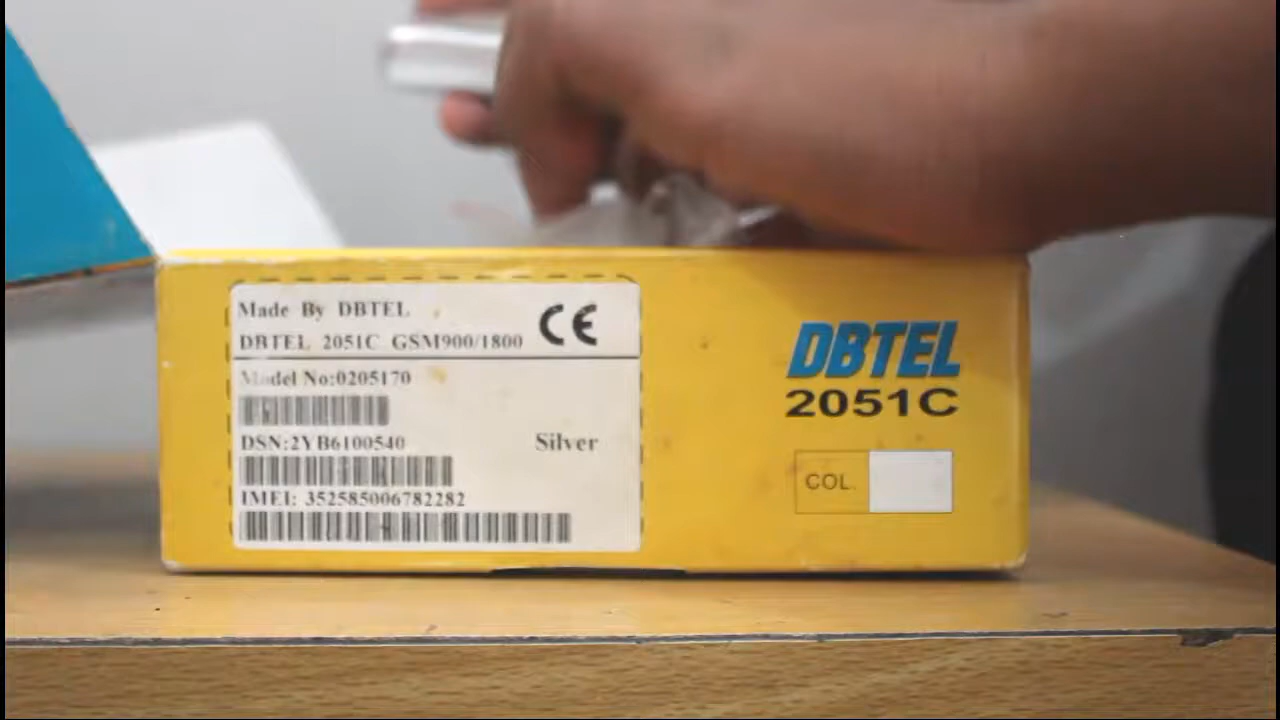 Made By DBTEL
CE
DBTEL 2051C GSM900/1800
Model No:0205170
DSN:2YB6100540
Silver
IMEI: 352585006782282
DBTEL
2051C
COL.